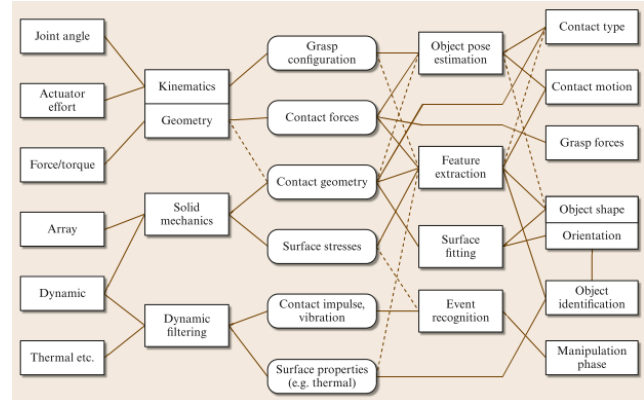 Joint angle
Actuator
effort
Force/torque
Array
Dynamic
Thermal etc.
Kinematics
Geometry
Solid
mechanics
Dynamic
filtering
Grasp
configuration
Contact forces
Contact geometry
Surface stresses
Contact impulse,
vibration
Surface properties
(e.g. thermal)
Object pose
estimation
Feature
extraction
Surface
fitting
Event
recognition
Contact type
Contact motion
Grasp forces
Object shape
Orientation
Object
identification
Manipulation
phase